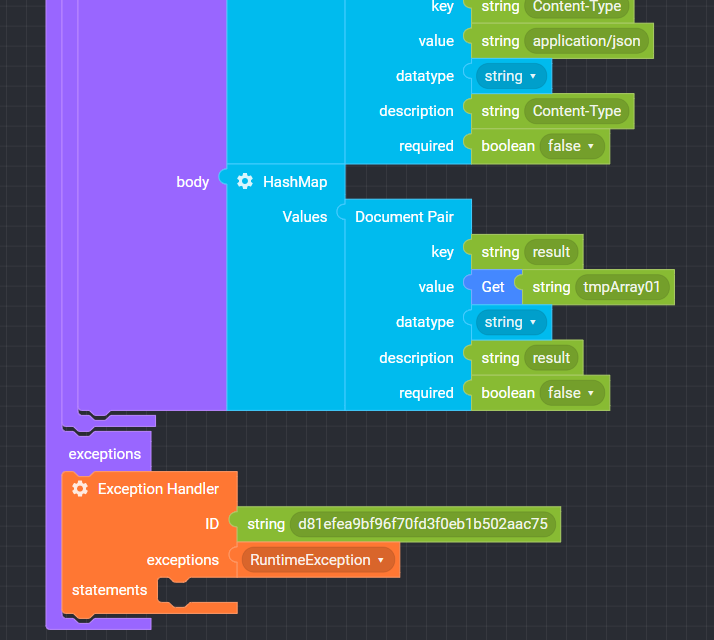 key string Content-Type
value string application/json
datatype string
description string Content-Type
required boolean false
body HashMap
Values Document Pair
key string result
value Get string tmpArray01
datatype string
description string result
required boolean false
exceptions
Exception Handler
ID string d81efea9bf96f70fd3f0eb1b502aac75
exceptions RuntimeException
statements